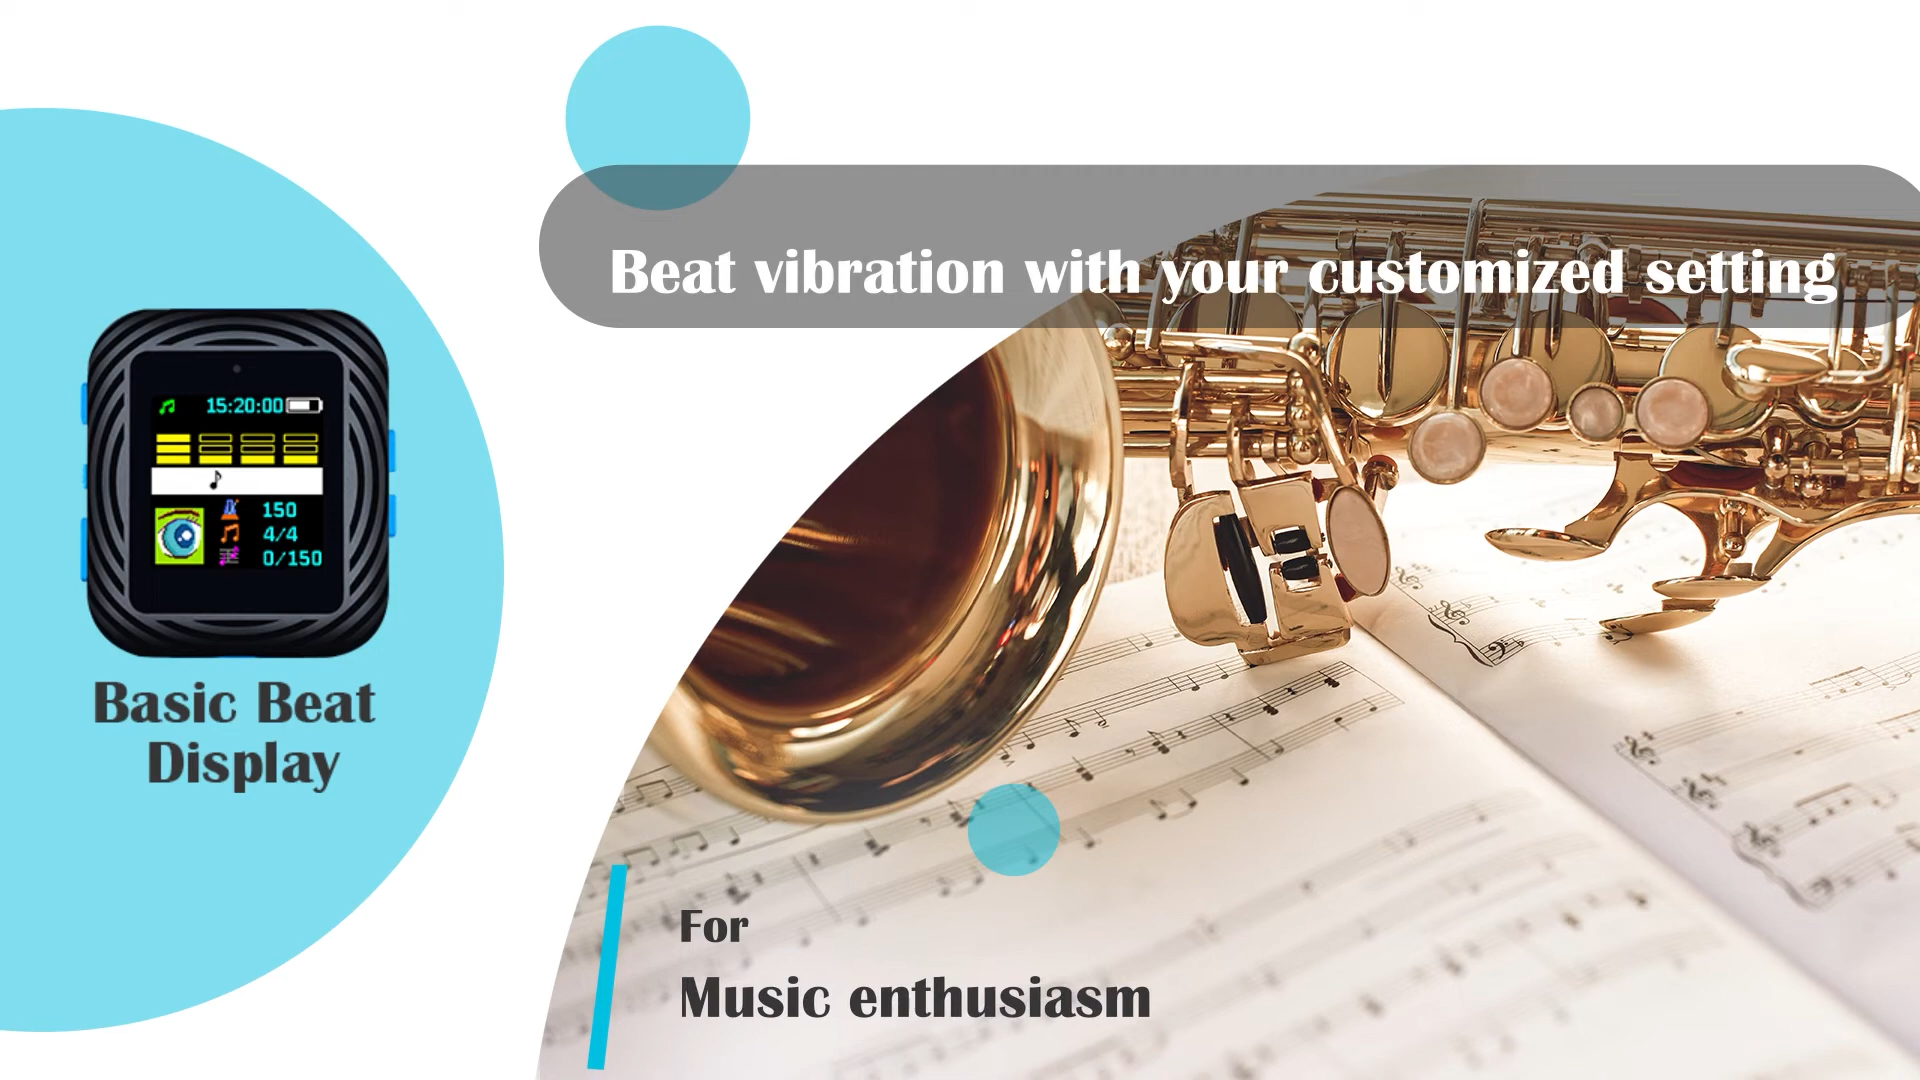 Beat vibration with your customized setting
15:20:00
150
4/4
0/150
Basic Beat
Display
For
Music enthusiasm